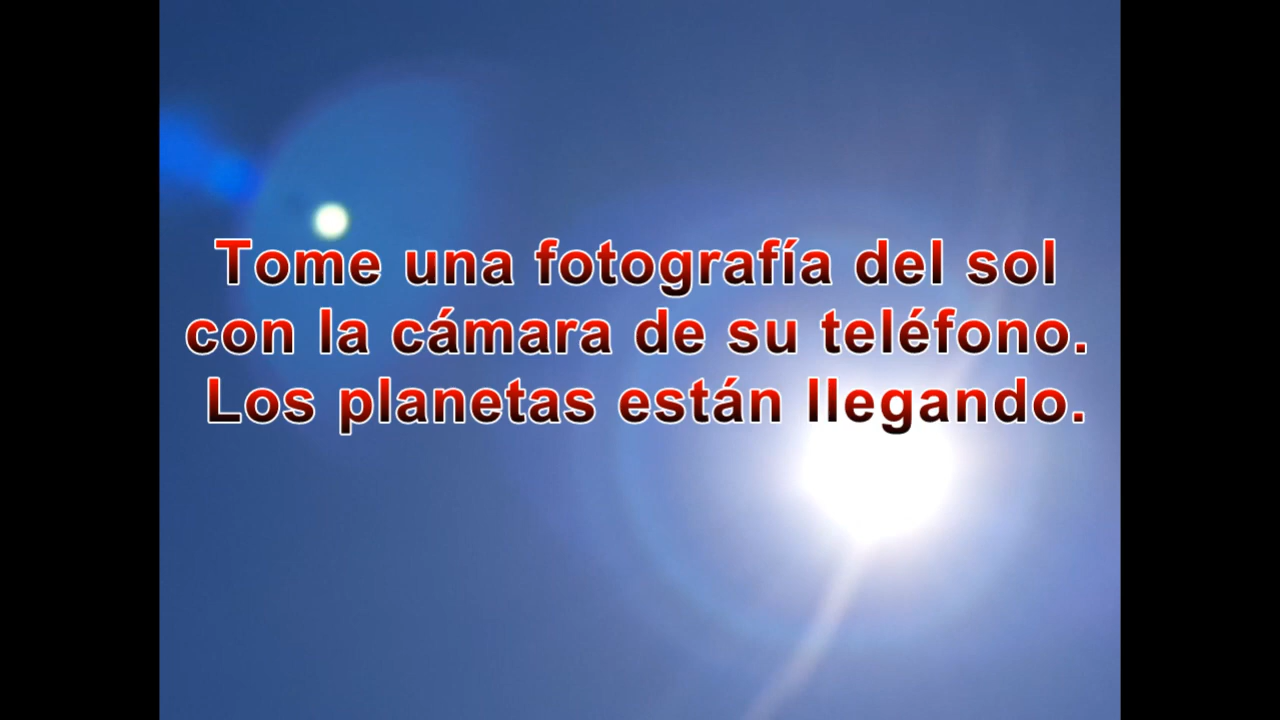 Tome una fotografía del sol
con la cámara de su teléfono.
Los planetas están llegando.